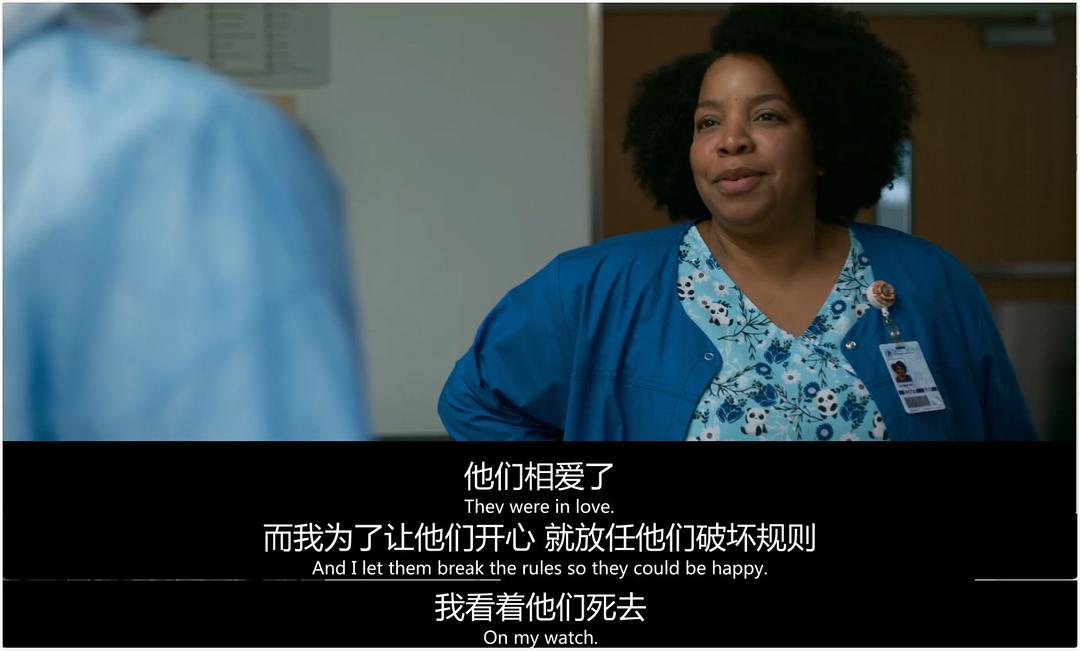 他们相爱了
They were in love.
而我为了让他们开心 就放任他们破坏规则
And I let them break the rules so they could be happy.
我看着他们死去
On my watch.